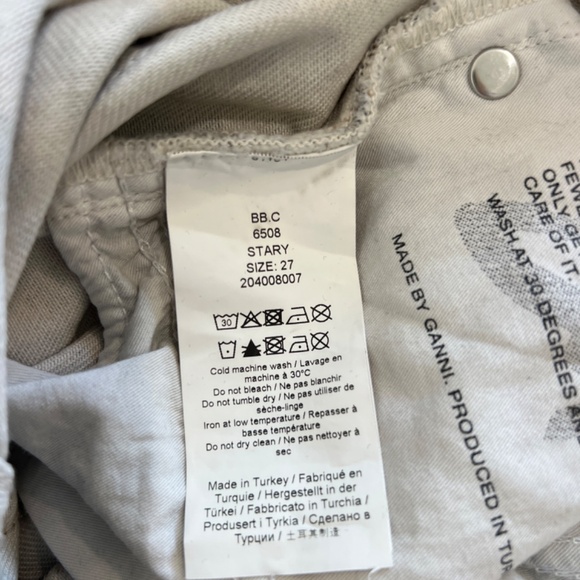 BB.C
6508
STARY
SIZE: 27
204008007
30
Cold machine wash / Lavage en
machine à 30°C
Do not bleach / Ne pas blanchir
Do not tumble dry / Ne pas utiliser de
sèche-linge
Iron at low temperature / Repasser à
basse température
Do not dry clean / Ne pas nettoyer à
sec
Made in Turkey / Fabriqué en
Turquie / Hergestellt in der
Türkei / Fabbricato in Turchia /
Produsert i Tyrkia / Сделано в
Турции / 土耳其制造
ONLY
CARE OF IT
WASH AT 30 DEGREES AN
MADE BY GANNI. PRODUCED IN TUR